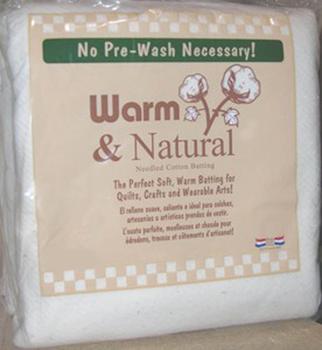 No Pre-Wash Necessary!
Warm
& Natural
Needled Cotton Batting
The Perfect Soft, Warm Batting for
Quilts, Crafts and Wearable Arts!
El relleno suave, caliente e ideal para colchas,
artesanías o artísticas prendas de vestir.
L'ouate parfaite, moelleuses et chaude pour
édredons, travaux et vêtements d'artisanat!